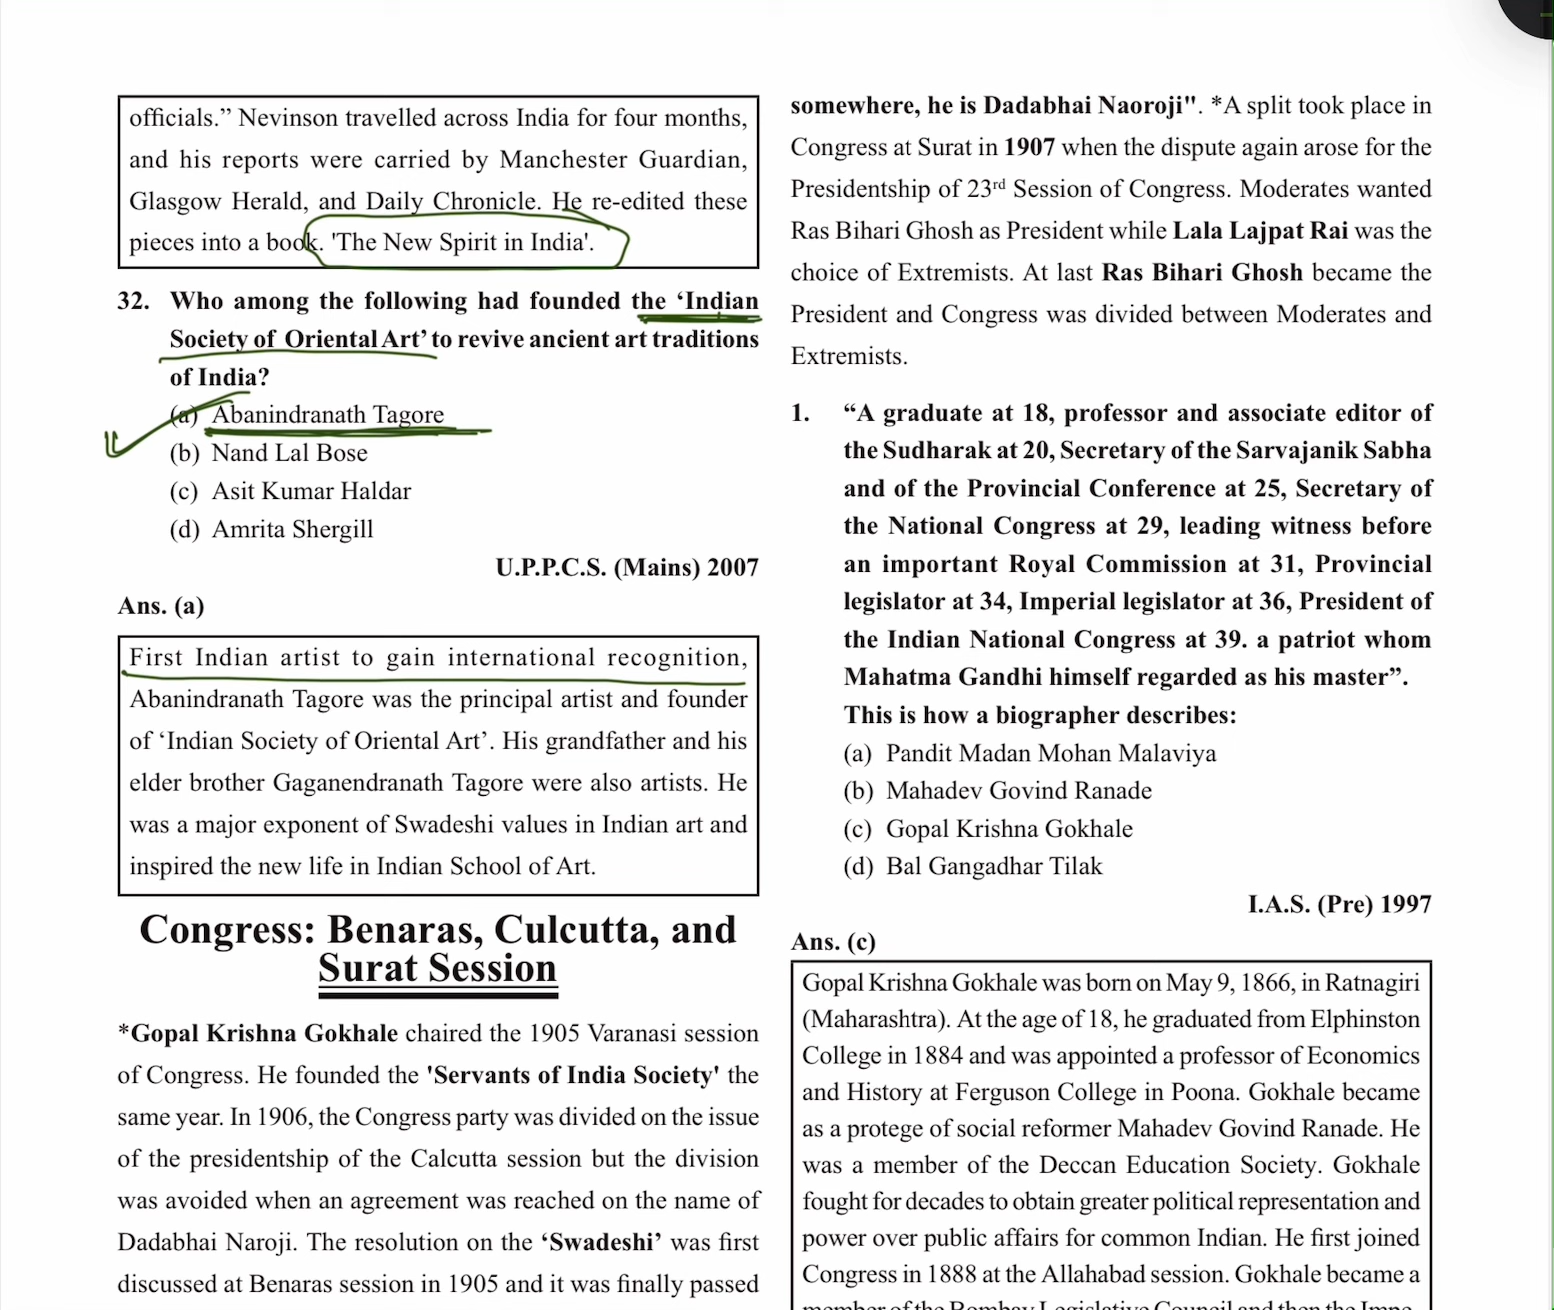 officials.” Nevinson travelled across India for four months,
and his reports were carried by Manchester Guardian,
Glasgow Herald, and Daily Chronicle. He re-edited these
pieces into a book. 'The New Spirit in India'.
32. Who among the following had founded the ‘Indian
Society of Oriental Art’ to revive ancient art traditions
of India?
(a) Abanindranath Tagore
(b) Nand Lal Bose
(c) Asit Kumar Haldar
(d) Amrita Shergill
U.P.P.C.S. (Mains) 2007
Ans. (a)
First Indian artist to gain international recognition,
Abanindranath Tagore was the principal artist and founder
of ‘Indian Society of Oriental Art’. His grandfather and his
elder brother Gaganendranath Tagore were also artists. He
was a major exponent of Swadeshi values in Indian art and
inspired the new life in Indian School of Art.
Congress: Benaras, Culcutta, and
Surat Session
*Gopal Krishna Gokhale chaired the 1905 Varanasi session
of Congress. He founded the 'Servants of India Society' the
same year. In 1906, the Congress party was divided on the issue
of the presidentship of the Calcutta session but the division
was avoided when an agreement was reached on the name of
Dadabhai Naroji. The resolution on the ‘Swadeshi’ was first
discussed at Benaras session in 1905 and it was finally passed
somewhere, he is Dadabhai Naoroji". *A split took place in
Congress at Surat in 1907 when the dispute again arose for the
Presidentship of 23rd Session of Congress. Moderates wanted
Ras Bihari Ghosh as President while Lala Lajpat Rai was the
choice of Extremists. At last Ras Bihari Ghosh became the
President and Congress was divided between Moderates and
Extremists.
1. “A graduate at 18, professor and associate editor of
the Sudharak at 20, Secretary of the Sarvajanik Sabha
and of the Provincial Conference at 25, Secretary of
the National Congress at 29, leading witness before
an important Royal Commission at 31, Provincial
legislator at 34, Imperial legislator at 36, President of
the Indian National Congress at 39. a patriot whom
Mahatma Gandhi himself regarded as his master”.
This is how a biographer describes:
(a) Pandit Madan Mohan Malaviya
(b) Mahadev Govind Ranade
(c) Gopal Krishna Gokhale
(d) Bal Gangadhar Tilak
I.A.S. (Pre) 1997
Ans. (c)
Gopal Krishna Gokhale was born on May 9, 1866, in Ratnagiri
(Maharashtra). At the age of 18, he graduated from Elphinston
College in 1884 and was appointed a professor of Economics
and History at Ferguson College in Poona. Gokhale became
as a protege of social reformer Mahadev Govind Ranade. He
was a member of the Deccan Education Society. Gokhale
fought for decades to obtain greater political representation and
power over public affairs for common Indian. He first joined
Congress in 1888 at the Allahabad session. Gokhale became a
member of the Bombay Legislative Council and then the Impe-